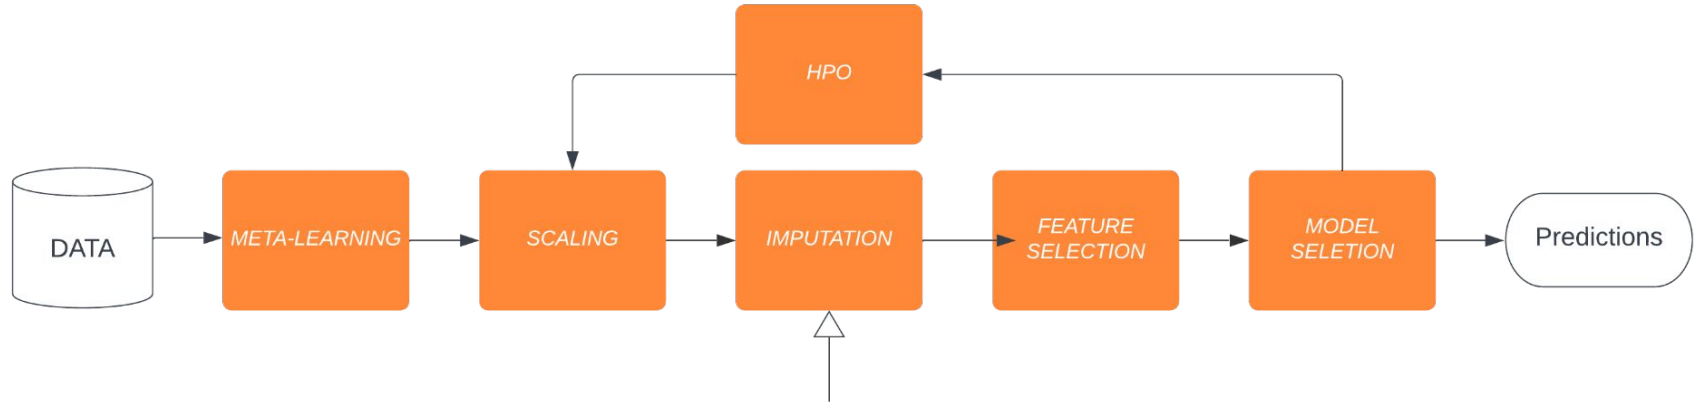 HPO
DATA
META-LEARNING
SCALING
IMPUTATION
FEATURE
SELECTION
MODEL
SELETION
Predictions